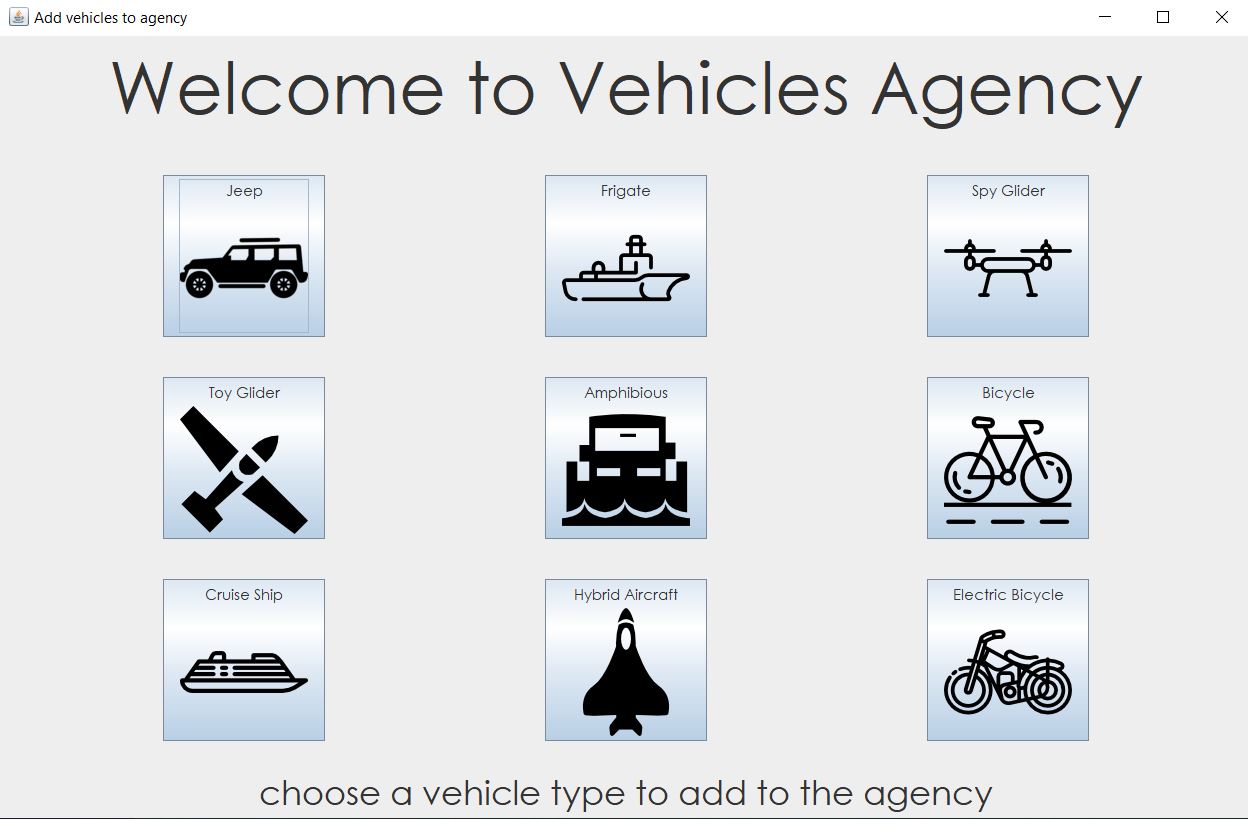 Add vehicles to agency
Welcome to Vehicles Agency
Jeep
Frigate
Spy Glider
Toy Glider
Amphibious
Bicycle
Cruise Ship
Hybrid Aircraft
Electric Bicycle
choose a vehicle type to add to the agency